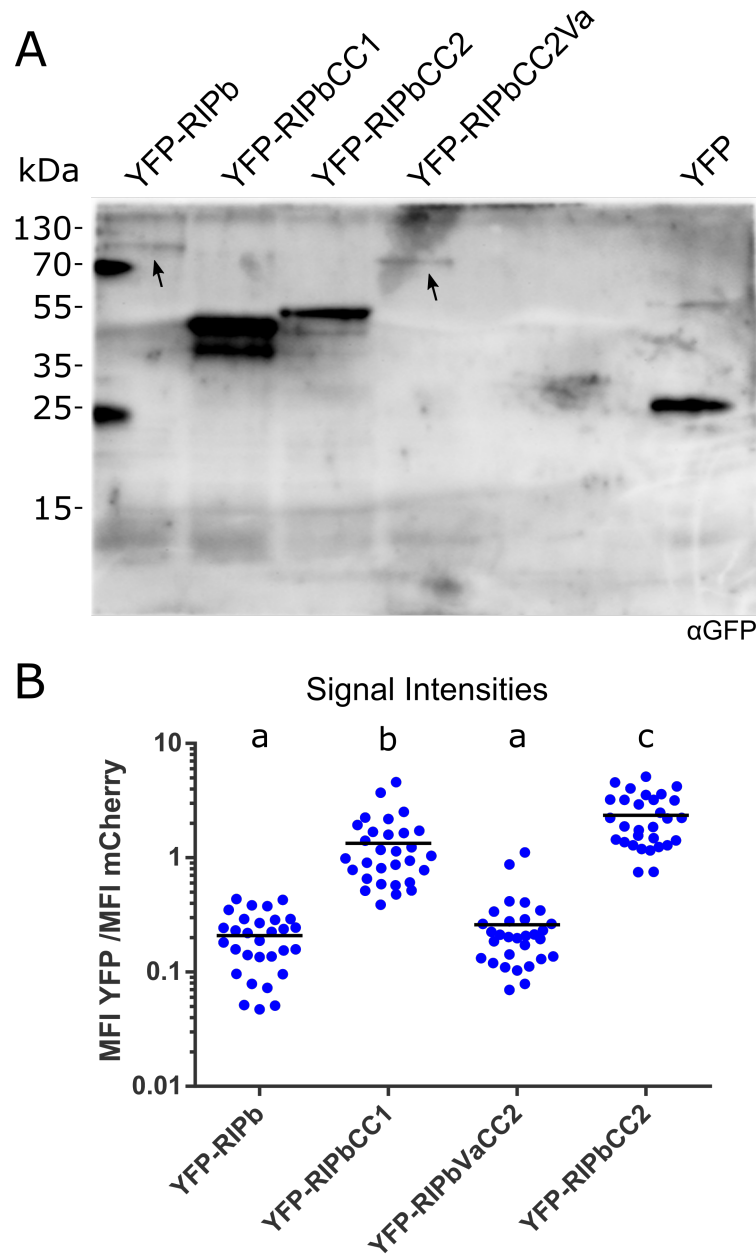 A
kDa
YFP-RIPb
YFP-RIPbCC1
YFP-RIPbCC2
YFP-RIPbCC2Va
YFP
130-
70-
55-
35-
25-
15-
αGFP
B
Signal Intensities
a b a c
MFI YFP /MFI mCherry
10
1
0.1
0.01
YFP-RIPb
YFP-RIPbCC1
YFP-RIPbVaCC2
YFP-RIPbCC2